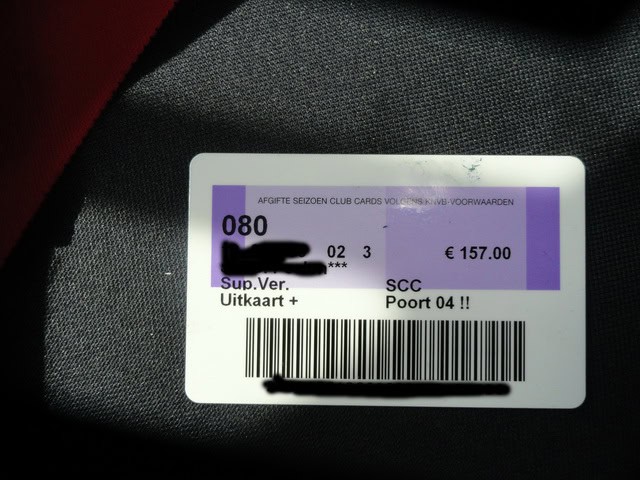 AFGIFTE SEIZOEN CLUB CARDS VOLGENS KNVB-VOORWAARDEN
080
02 3 € 157.00
***
Sup.Ver. SCC
Uitkaart + Poort 04 !!